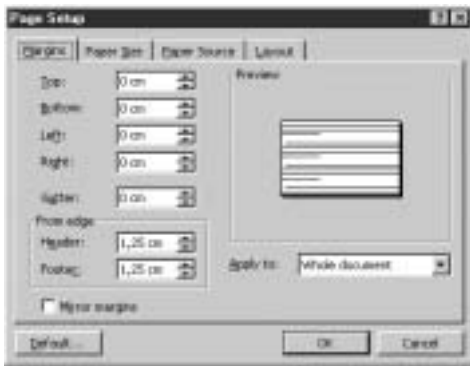 Page Setup
Margins Paper Size Paper Source Layout
Top: 0 cm
Bottom: 0 cm
Left: 0 cm
Right: 0 cm
Gutter: 0 cm
From edge
Header: 1,25 cm
Footer: 1,25 cm
Mirror margins
Preview
Apply to: Whole document
Default... OK Cancel